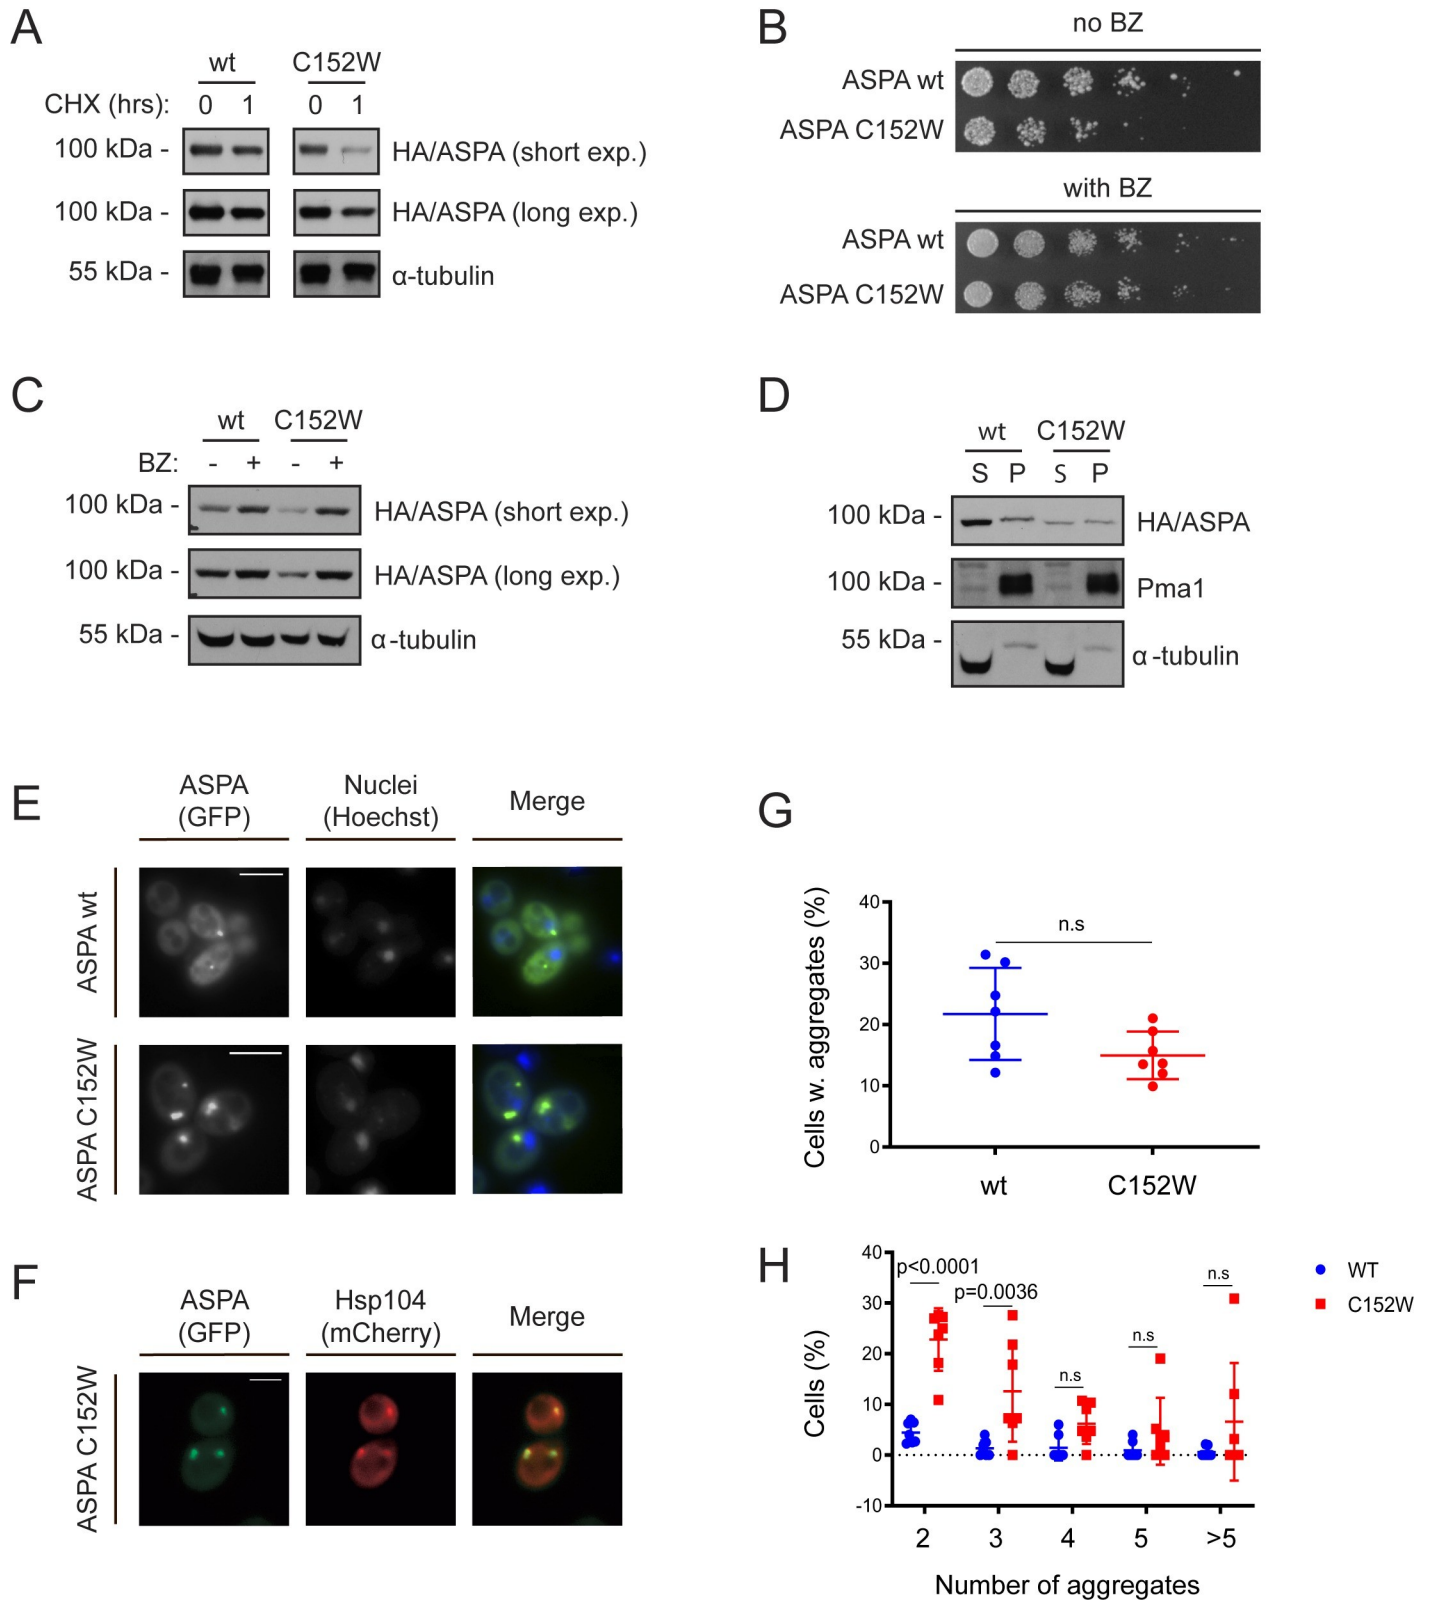 A
wt C152W
CHX (hrs): 0 1 0 1
100 kDa - HA/ASPA (short exp.)
100 kDa - HA/ASPA (long exp.)
55 kDa - α-tubulin
B
no BZ
ASPA wt
ASPA C152W
with BZ
ASPA wt
ASPA C152W
C
wt C152W
BZ: - + - +
100 kDa - HA/ASPA (short exp.)
100 kDa - HA/ASPA (long exp.)
55 kDa - α-tubulin
D
wt C152W
S P S P
100 kDa - HA/ASPA
100 kDa - Pma1
55 kDa - α-tubulin
E
ASPA (GFP)
Nuclei (Hoechst)
Merge
ASPA wt
ASPA C152W
F
ASPA (GFP)
Hsp104 (mCherry)
Merge
ASPA C152W
G
Cells w. aggregates (%)
40
30
20
10
0
n.s
wt C152W
H
Cells (%)
40
30
20
10
0
-10
p<0.0001
p=0.0036
n.s
n.s
n.s
WT
C152W
2 3 4 5 >5
Number of aggregates